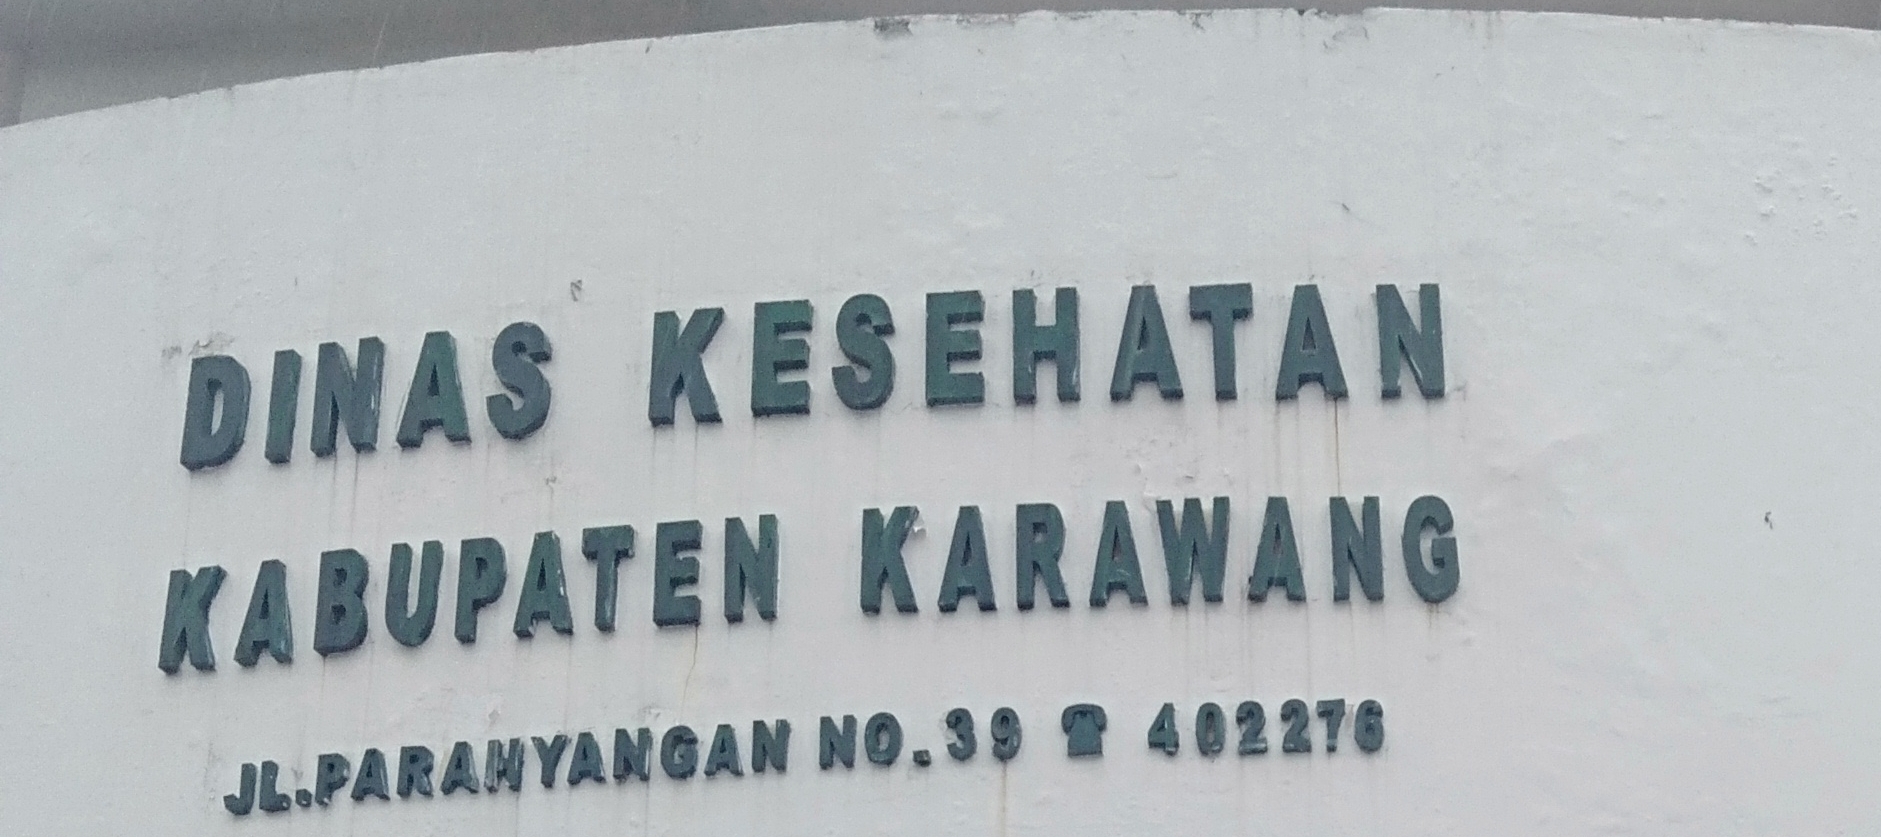 DINAS KESEHATAN
KABUPATEN KARAWANG
JL.PARAHYANGAN NO.39 ☎ 402276